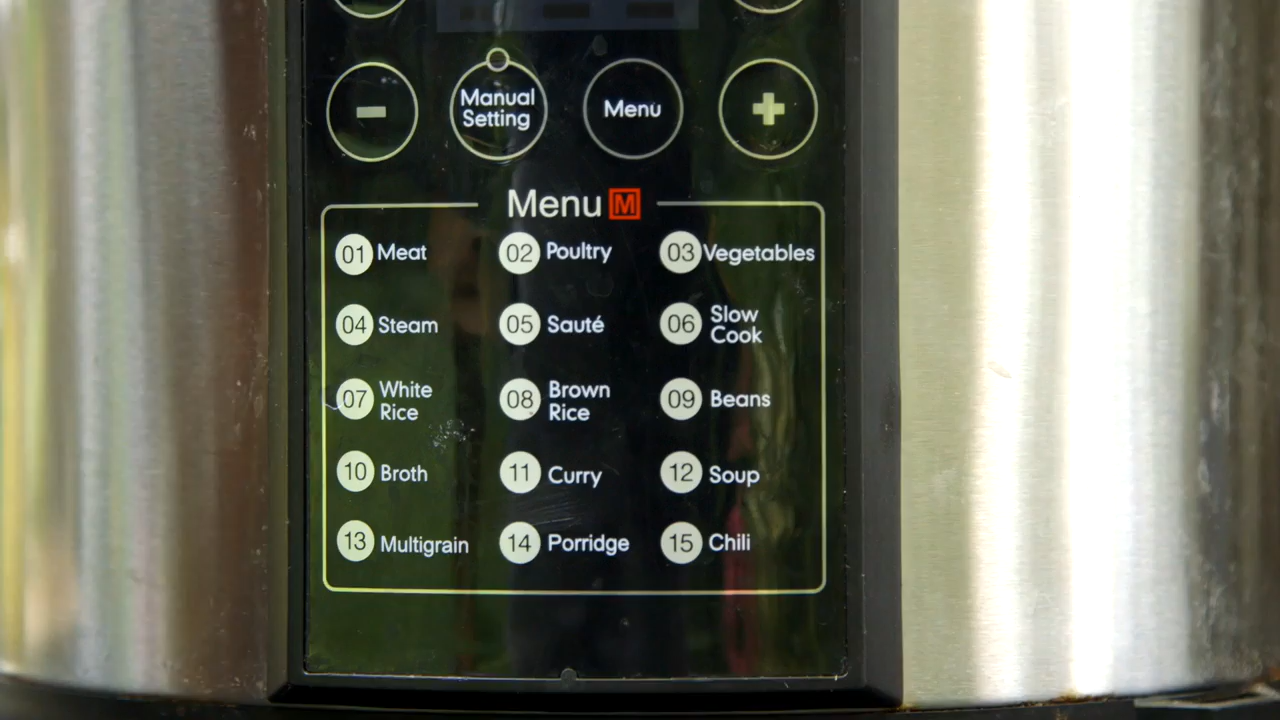 -
Manual
Setting
Menu
+
Menu M
01 Meat
02 Poultry
03 Vegetables
04 Steam
05 Sauté
06 Slow
Cook
07 White
Rice
08 Brown
Rice
09 Beans
10 Broth
11 Curry
12 Soup
13 Multigrain
14 Porridge
15 Chili